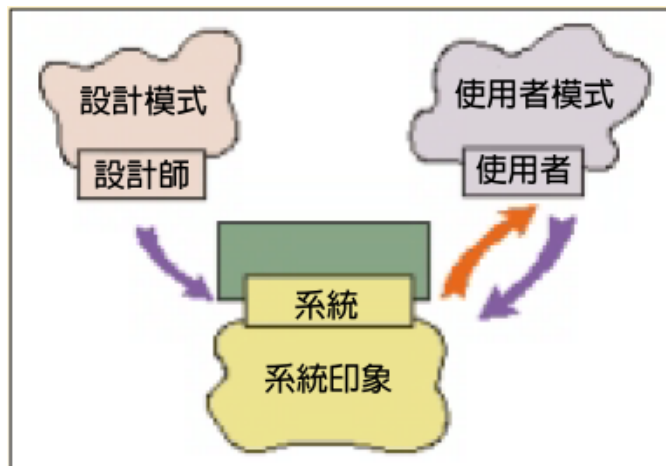 設計模式
設計師
使用者模式
使用者
系統
系統印象